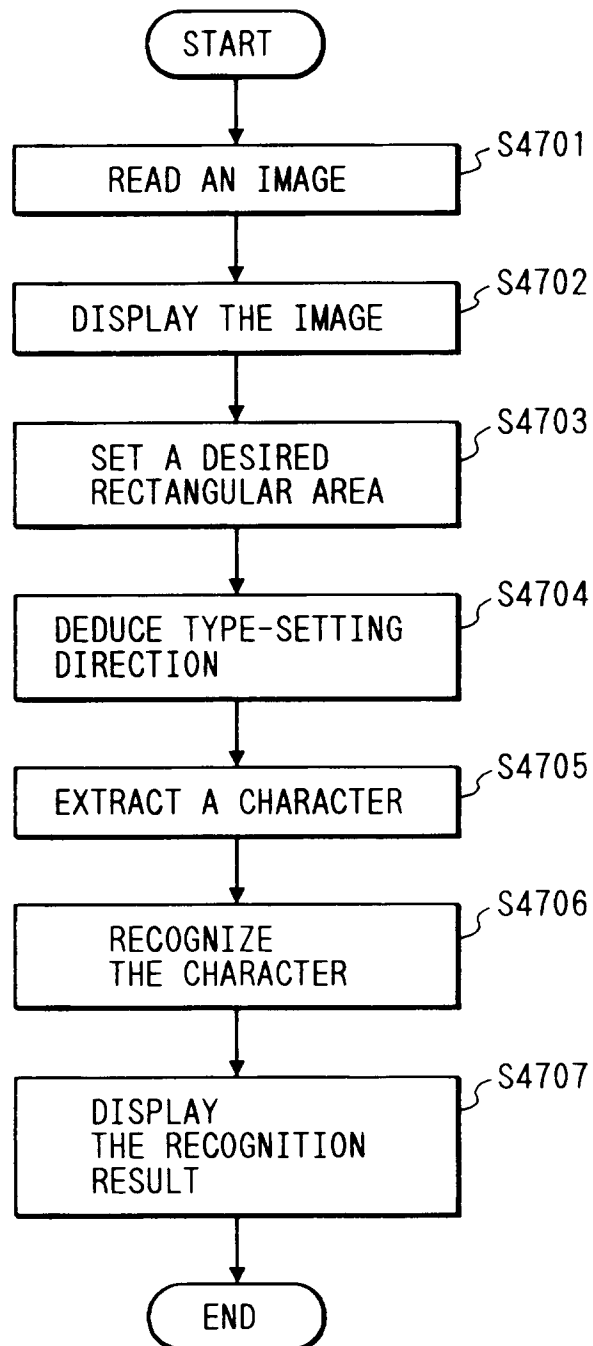 START
S4701
READ AN IMAGE
S4702
DISPLAY THE IMAGE
S4703
SET A DESIRED
RECTANGULAR AREA
S4704
DEDUCE TYPE-SETTING
DIRECTION
S4705
EXTRACT A CHARACTER
S4706
RECOGNIZE
THE CHARACTER
S4707
DISPLAY
THE RECOGNITION
RESULT
END